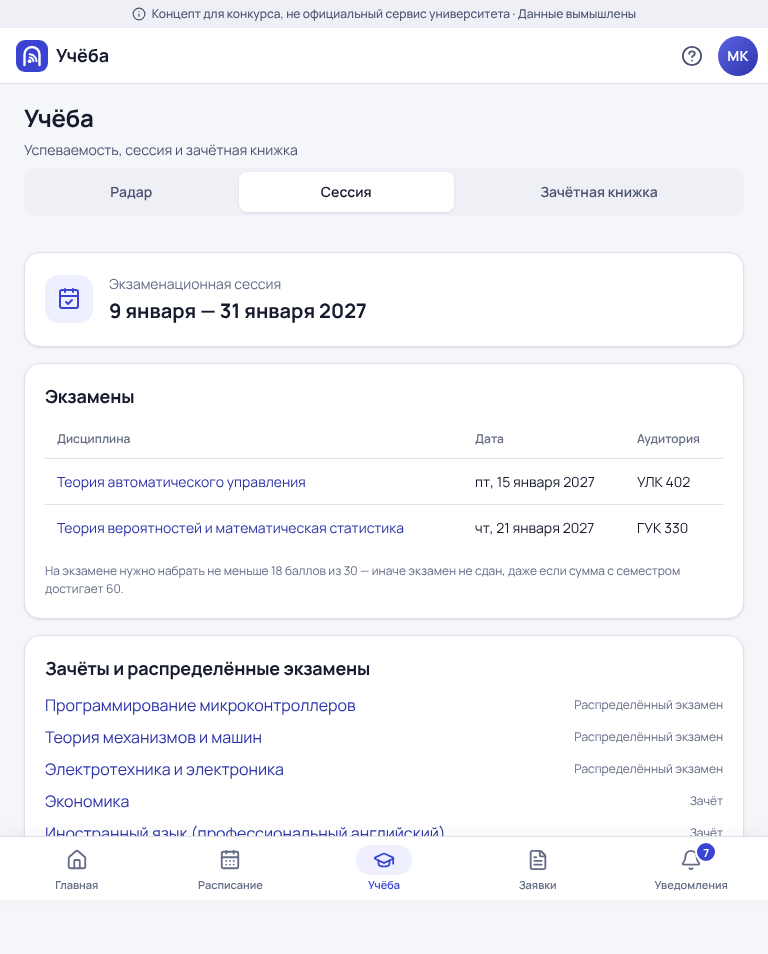 Концепт для конкурса, не официальный сервис университета · Данные вымышлены
Учёба
МК
Учёба
Успеваемость, сессия и зачётная книжка
Радар
Сессия
Зачётная книжка
Экзаменационная сессия
9 января — 31 января 2027
Экзамены
Дисциплина Дата Аудитория
Теория автоматического управления пт, 15 января 2027 УЛК 402
Теория вероятностей и математическая статистика чт, 21 января 2027 ГУК 330
На экзамене нужно набрать не меньше 18 баллов из 30 — иначе экзамен не сдан, даже если сумма с семестром
достигает 60.
Зачёты и распределённые экзамены
Программирование микроконтроллеров Распределённый экзамен
Теория механизмов и машин Распределённый экзамен
Электротехника и электроника Распределённый экзамен
Экономика Зачёт
Иностранный язык (профессиональный английский) Зачёт
7
Главная
Расписание
Учёба
Заявки
Уведомления